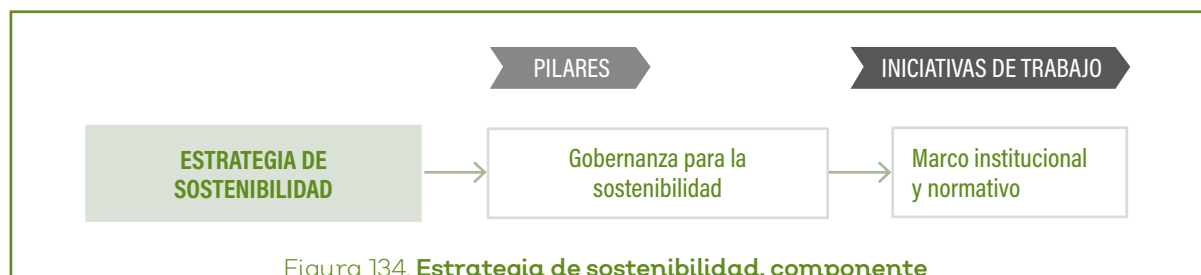 PILARES
INICIATIVAS DE TRABAJO
ESTRATEGIA DE
SOSTENIBILIDAD
Gobernanza para la
sostenibilidad
Marco institucional
y normativo
Figura 134. Estrategia de sostenibilidad, componente